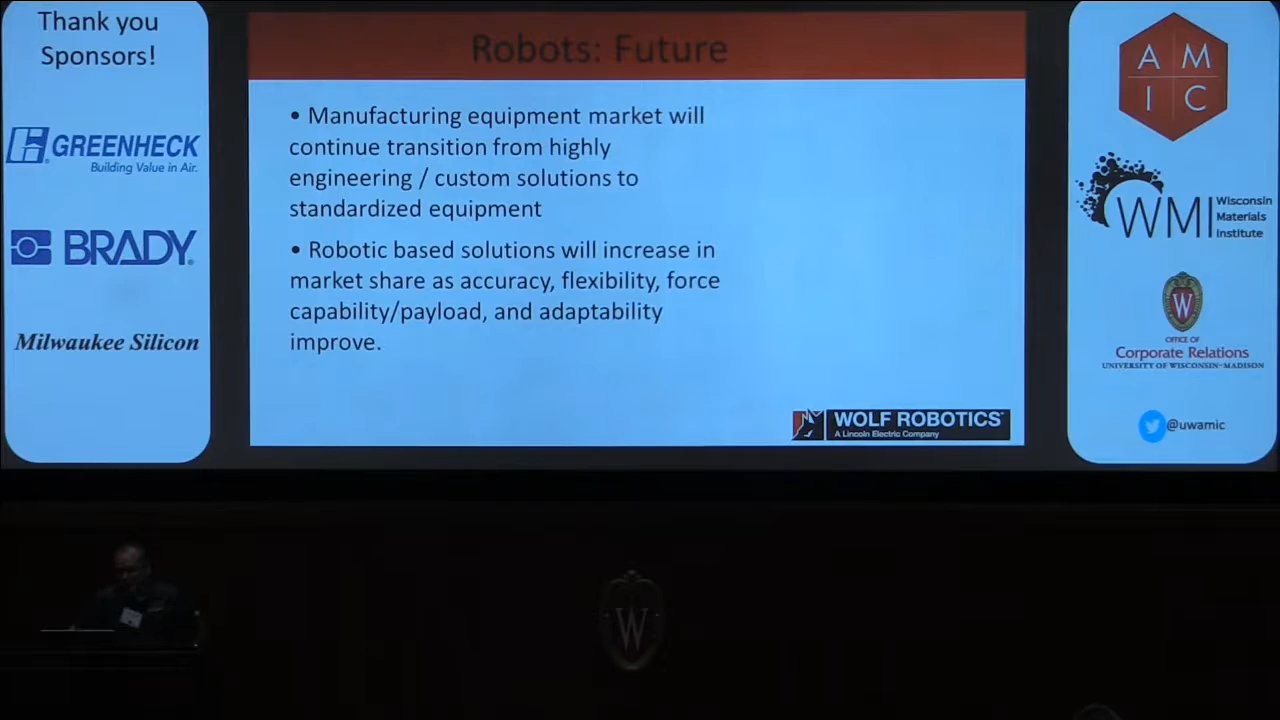 Thank you
Sponsors!
GREENHECK
Building Value in Air.
BRADY
Milwaukee Silicon
Robots: Future
• Manufacturing equipment market will
continue transition from highly
engineering / custom solutions to
standardized equipment
• Robotic based solutions will increase in
market share as accuracy, flexibility, force
capability/payload, and adaptability
improve.
WOLF ROBOTICS
A Lincoln Electric Company
A M
I C
WMI
Wisconsin
Materials
Institute
W
OFFICE OF
Corporate Relations
UNIVERSITY OF WISCONSIN-MADISON
@uwamic
W